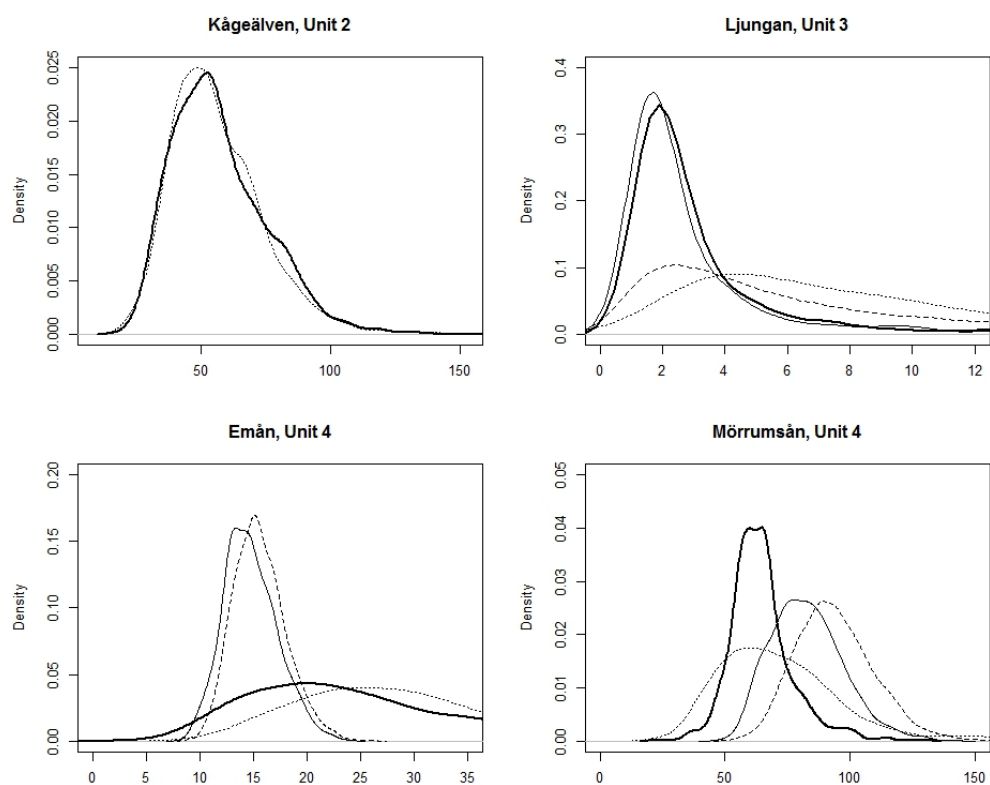 Kågeälven, Unit 2
Density
0.000 0.005 0.010 0.015 0.020 0.025
50 100 150
Ljungan, Unit 3
Density
0.0 0.1 0.2 0.3 0.4
0 2 4 6 8 10 12
Emån, Unit 4
Density
0.00 0.05 0.10 0.15 0.20
0 5 10 15 20 25 30 35
Mörrumsån, Unit 4
Density
0.00 0.01 0.02 0.03 0.04 0.05
0 50 100 150